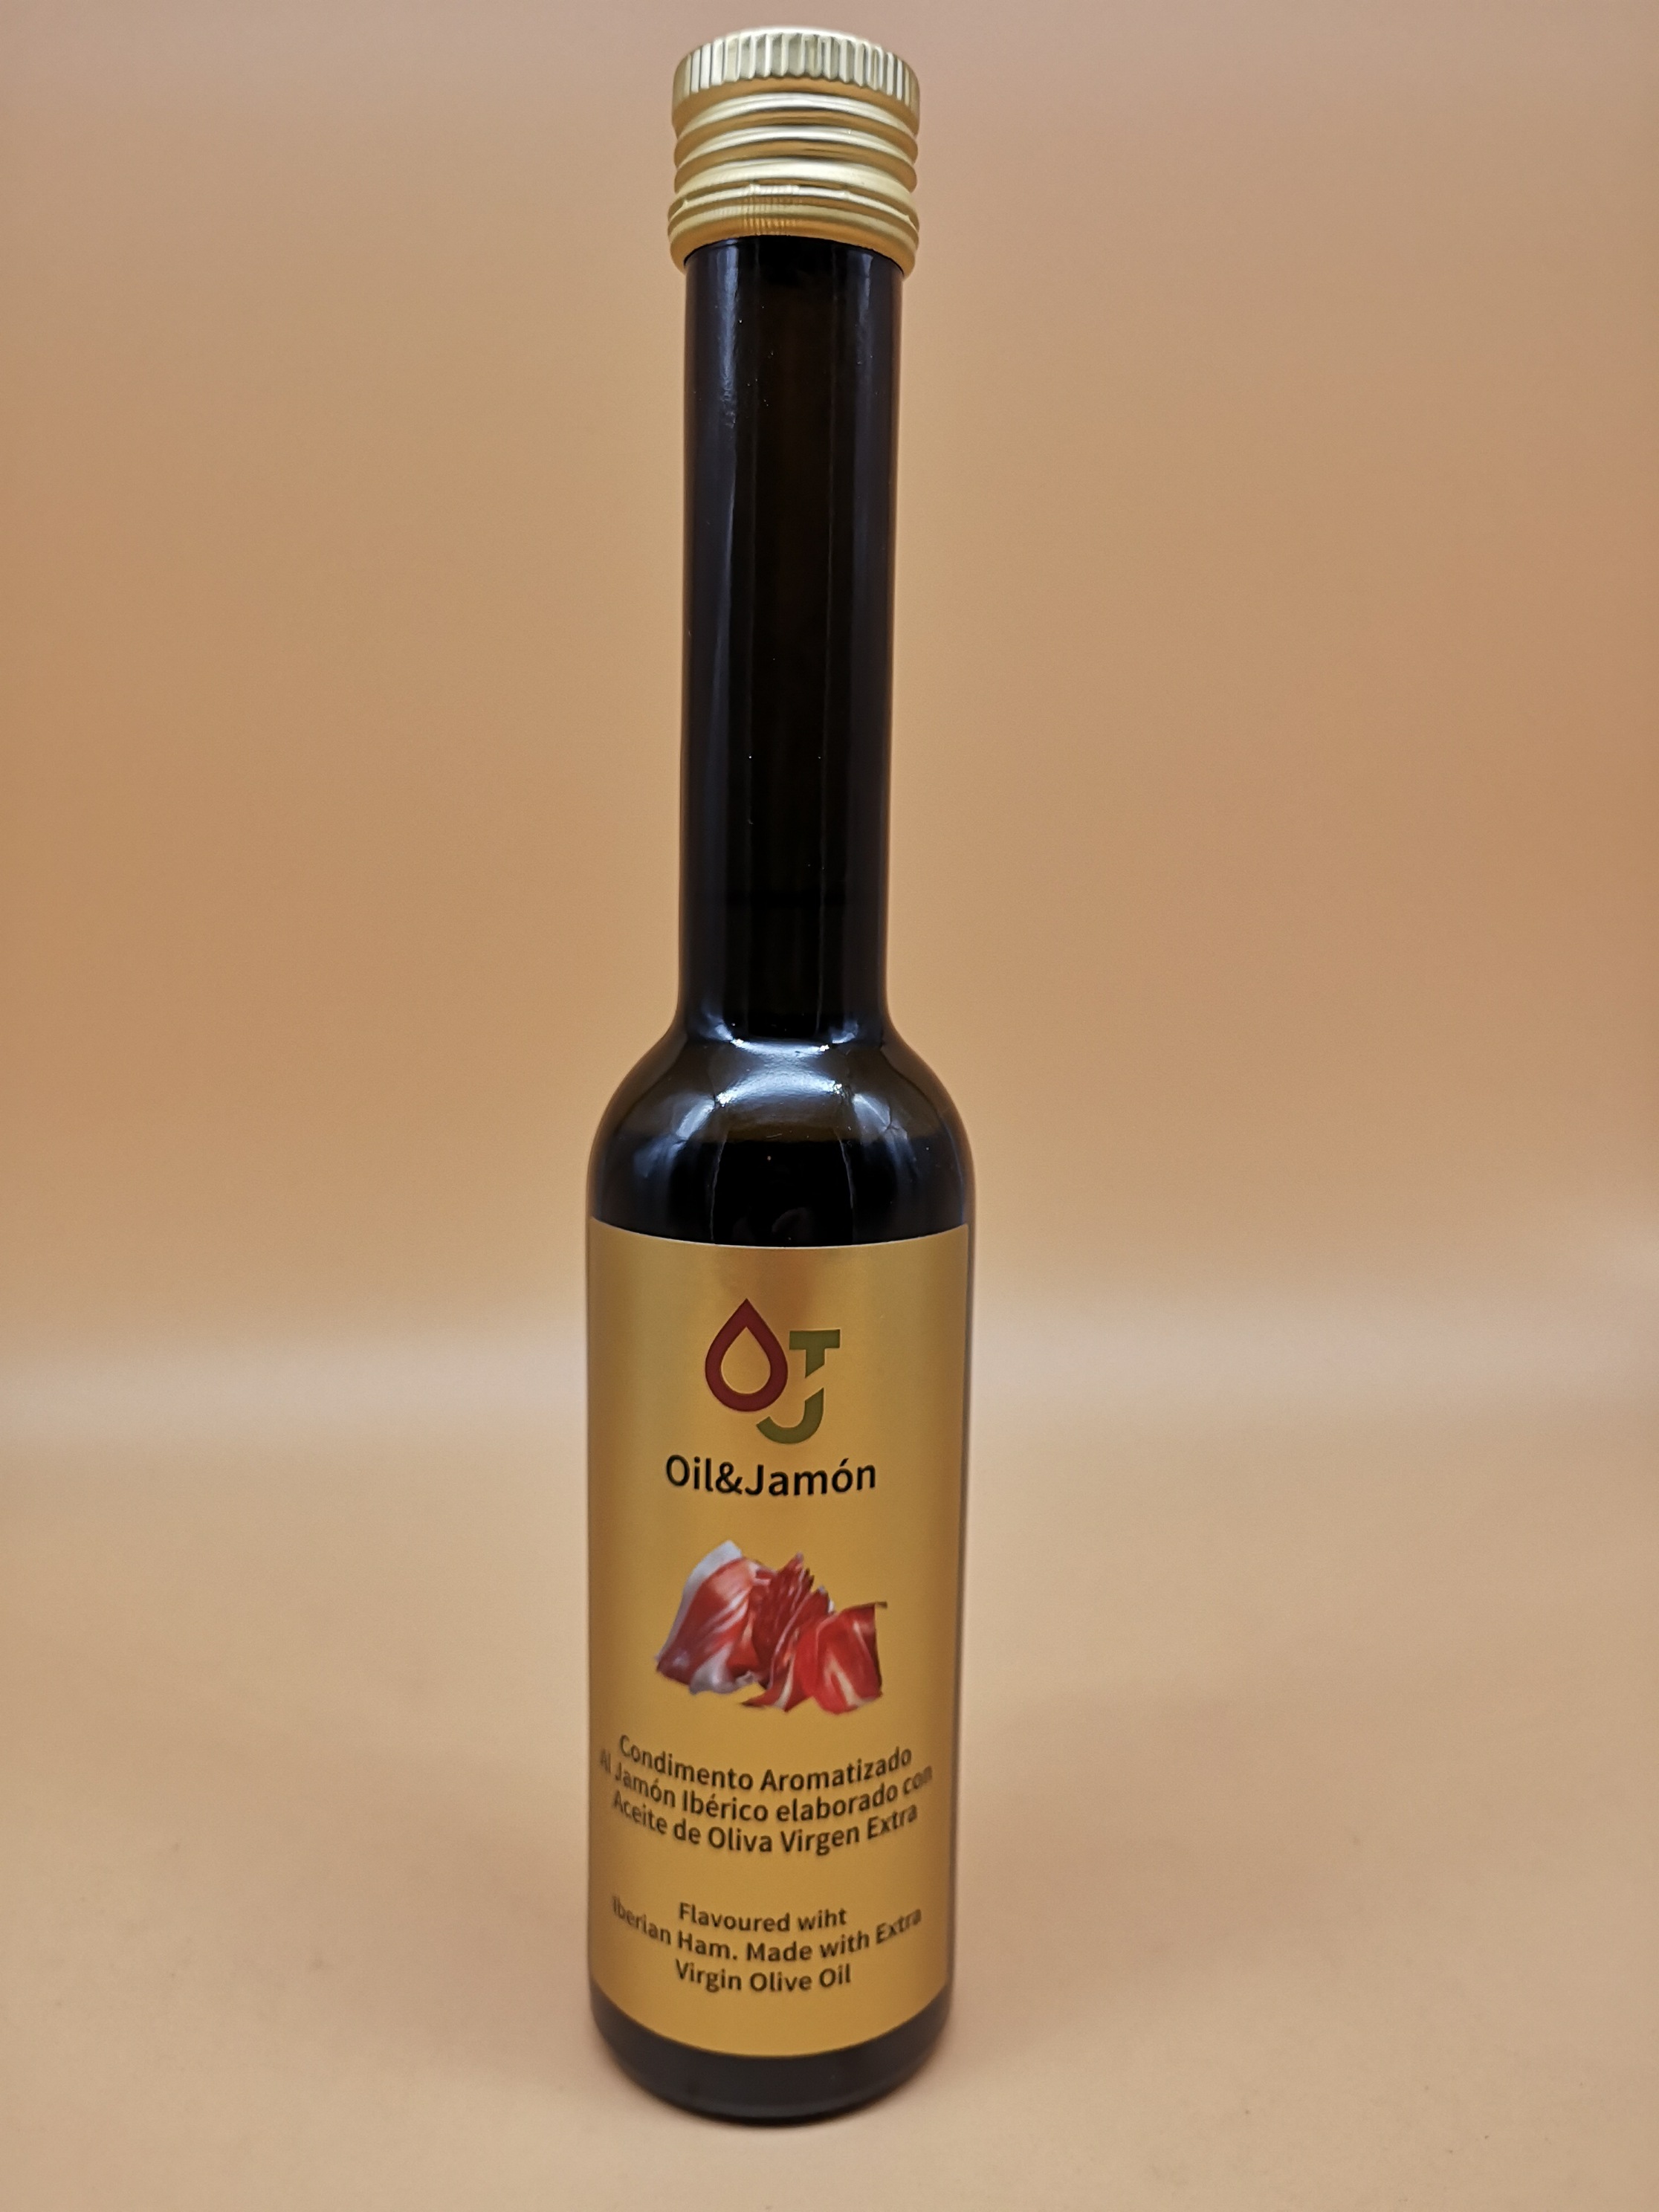 OJ
Oil&Jamón
Condimento Aromatizado
Al Jamón Ibérico elaborado con
Aceite de Oliva Virgen Extra
Flavoured wiht
Iberian Ham. Made with Extra
Virgin Olive Oil